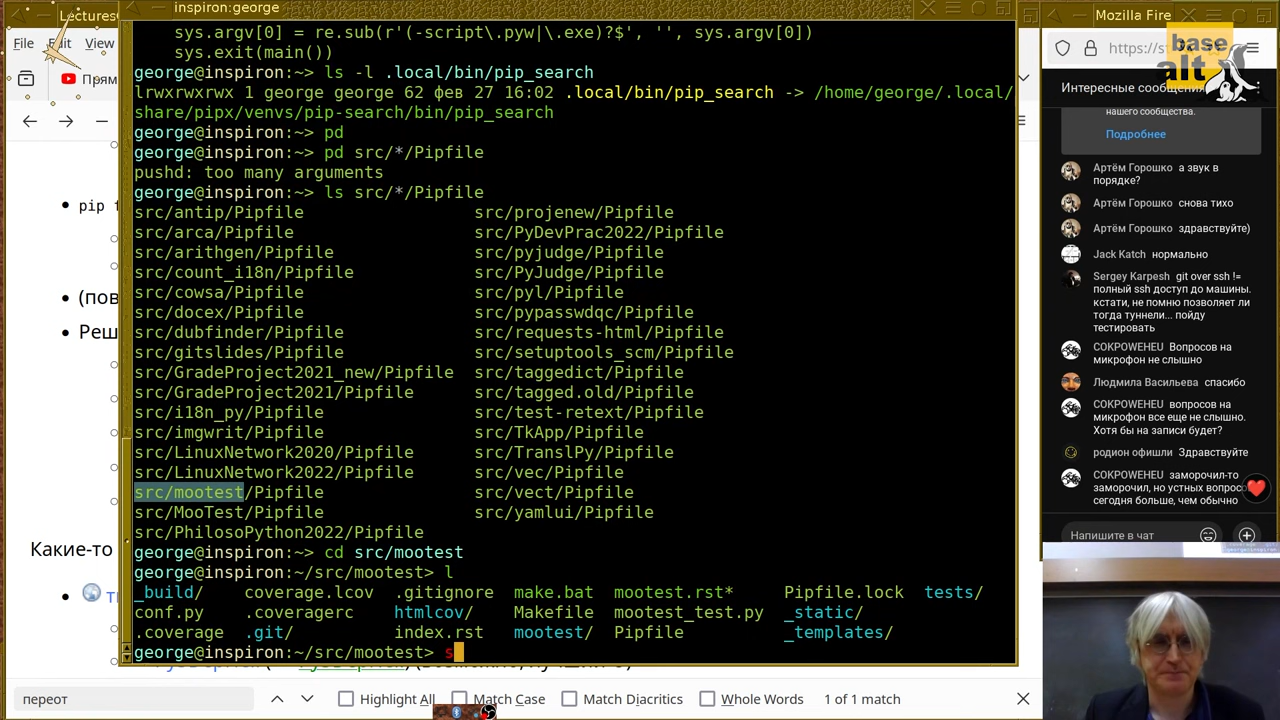 Lectures
inspiron:george
Mozilla Fire
File Edit View
Прям
https://s
base
alt
Интересные сообщения
нашего сообщества.
Подробнее
sys.argv[0] = re.sub(r'(-script\.pyw|\.exe)?$', '', sys.argv[0])
sys.exit(main())
george@inspiron:~> ls -l .local/bin/pip_search
lrwxrwxrwx 1 george george 62 фев 27 16:02 .local/bin/pip_search -> /home/george/.local/
share/pipx/venvs/pip-search/bin/pip_search
george@inspiron:~> pd
george@inspiron:~> pd src/*/Pipfile
pushd: too many arguments
george@inspiron:~> ls src/*/Pipfile
src/antip/Pipfile src/projenew/Pipfile
src/arca/Pipfile src/PyDevPrac2022/Pipfile
src/arithgen/Pipfile src/pyjudge/Pipfile
src/count_i18n/Pipfile src/PyJudge/Pipfile
src/cowsa/Pipfile src/pyl/Pipfile
src/docex/Pipfile src/pypasswdqc/Pipfile
src/dubfinder/Pipfile src/requests-html/Pipfile
src/gitslides/Pipfile src/setuptools_scm/Pipfile
src/GradeProject2021_new/Pipfile src/taggedict/Pipfile
src/GradeProject2021/Pipfile src/tagged.old/Pipfile
src/i18n_py/Pipfile src/test-retext/Pipfile
src/imgwrit/Pipfile src/TkApp/Pipfile
src/LinuxNetwork2020/Pipfile src/TranslPy/Pipfile
src/LinuxNetwork2022/Pipfile src/vec/Pipfile
src/mootest/Pipfile src/vect/Pipfile
src/MooTest/Pipfile src/yamlui/Pipfile
src/PhilosoPython2022/Pipfile
george@inspiron:~> cd src/mootest
george@inspiron:~/src/mootest> l
_build/ coverage.lcov .gitignore make.bat mootest.rst* Pipfile.lock tests/
conf.py .coveragerc htmlcov/ Makefile mootest_test.py _static/
.coverage .git/ index.rst mootest/ Pipfile _templates/
george@inspiron:~/src/mootest> s
pip f
(пов
Реш
Какие-то
Артём Горошко а звук в
порядке?
Артём Горошко снова тихо
Артём Горошко здравствуйте)
Jack Katch нормально
Sergey Karpesh git over ssh !=
полный ssh доступ до машины.
кстати, не помню позволяет ли
тогда туннели... пойду
тестировать
COKPOWEHEU Вопросов на
микрофон не слышно
Людмила Васильева спасибо
COKPOWEHEU вопросов на
микрофон все еще не слышно.
Хотя бы на записи будет?
родион офишли Здравствуйте
COKPOWEHEU заморочил-то
заморочил, но устных вопрос
сегодня больше, чем обычно
Напишите в чат
переот
Highlight All Match Case Match Diacritics Whole Words 1 of 1 match